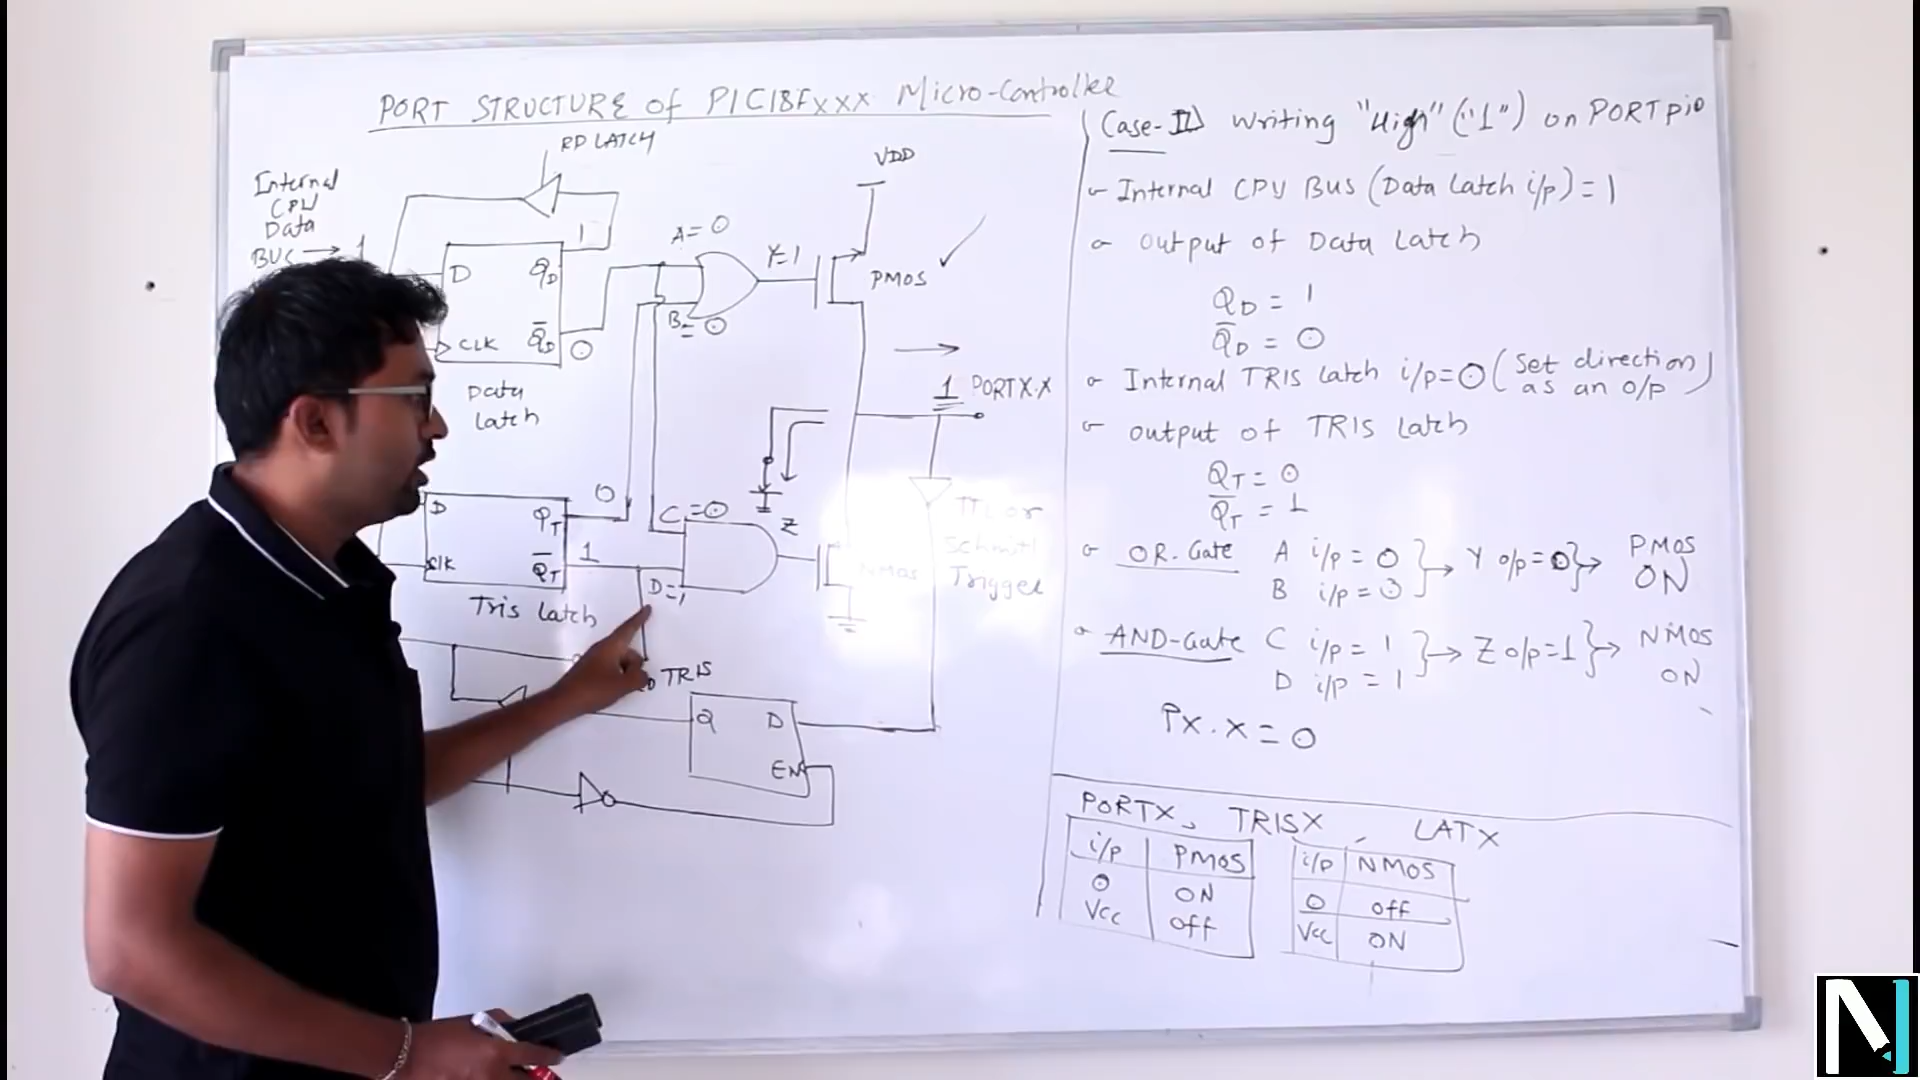 PORT STRUCTURE of PIC18FXXX Micro-Controller
RD LATCH
Internal
CPU
Data
BUS → 1
D
Q̅D
CLK
Q̅D
1
0
Data
Latch
A=0
B=0
Y=1
VDD
PMOS ✓
1
PORTX.X
D
QT
Clk
Q̅T
0
1
Tris latch
C=0
D=1
Z
NMOS
TTL or
Schmitt
Trigger
TRIS
Q
D
EN
Case-II Writing "High" ("1") on PORT pin
Internal CPU BUS (Data Latch i/p) = 1
output of Data Latch
QD = 1
Q̅D = 0
Internal TRIS Latch i/p=0 (Set direction
as an o/p)
output of TRIS Latch
QT = 0
Q̅T = 1
OR-Gate A i/p = 0 → Y o/p=0 → PMOS
B i/p = 0 ON
AND-Gate C i/p = 1 → Z o/p=1 → NMOS
D i/p = 1 ON
PX.X = 0
PORTX, TRISX, LATX
i/p PMOS
0 ON
Vcc Off
i/p NMOS
0 off
Vcc ON
N